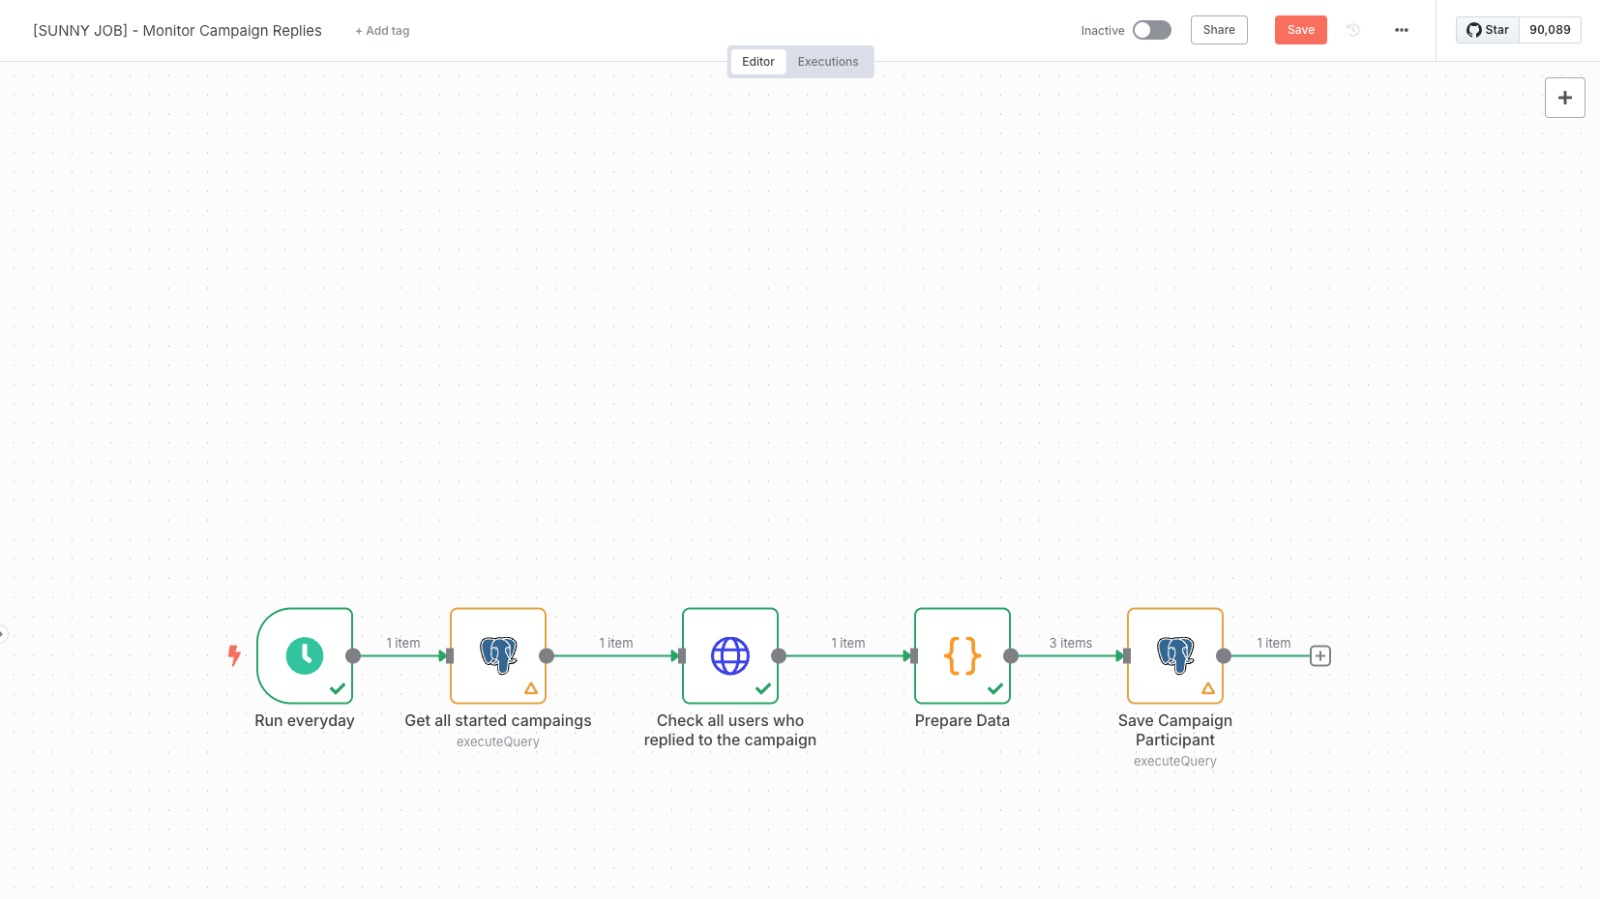 [SUNNY JOB] - Monitor Campaign Replies
+ Add tag
Inactive
Share
Save
Star
90,089
Editor
Executions
1 item
1 item
1 item
3 items
1 item
Run everyday
Get all started campaings
executeQuery
Check all users who
replied to the campaign
Prepare Data
Save Campaign
Participant
executeQuery